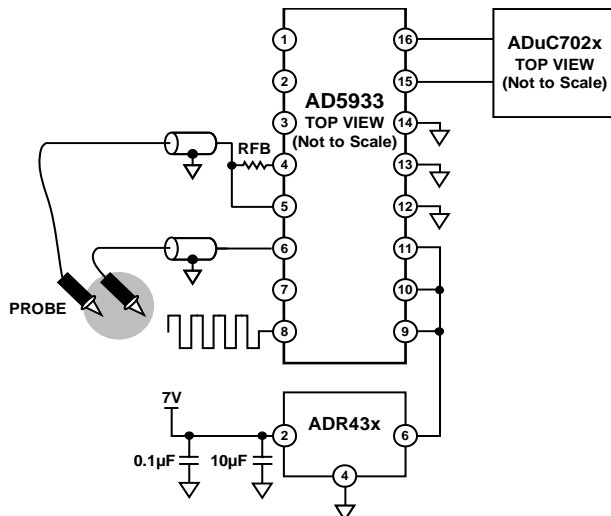 1
2
3
4
5
6
7
8
16
15
14
13
12
11
10
9
AD5933
TOP VIEW
(Not to Scale)
ADuC702x
TOP VIEW
(Not to Scale)
RFB
PROBE
7V
0.1µF
10µF
2
ADR43x
6
4